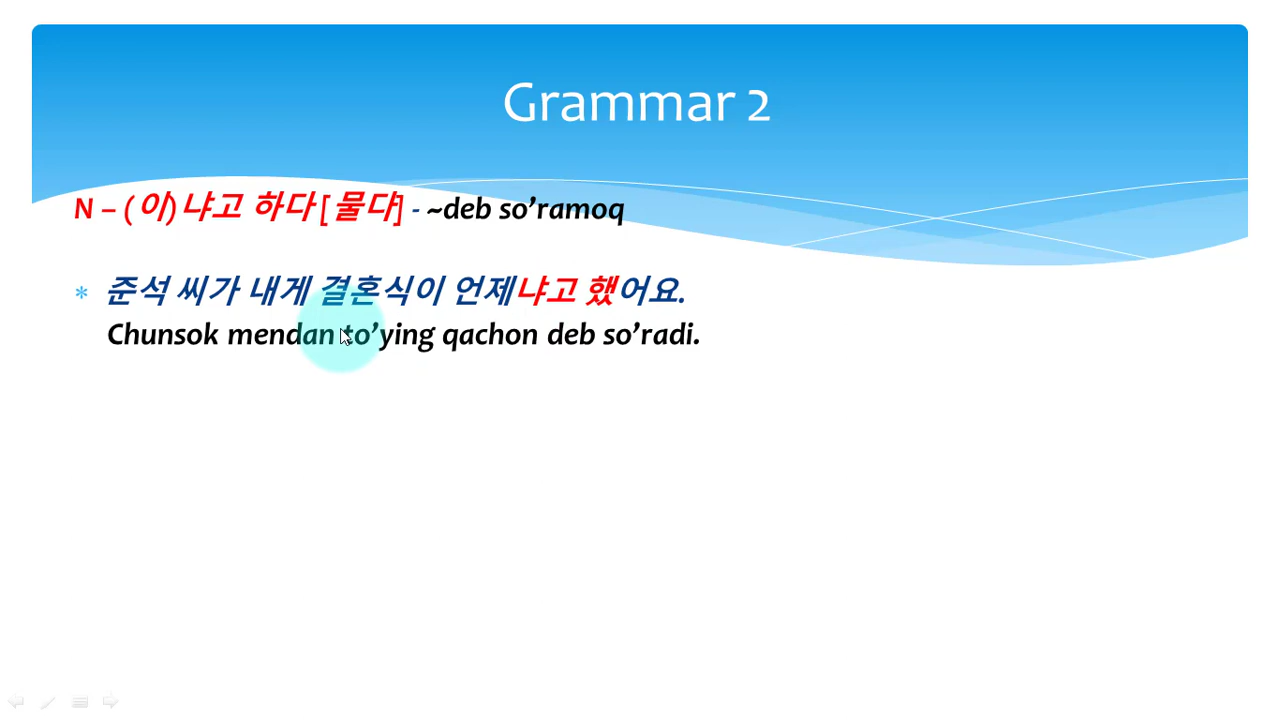 Grammar 2
N – (이)냐고 하다[물다] - ~deb so’ramoq
* 준석 씨가 내게 결혼식이 언제냐고 했어요.
Chunsok mendan to’ying qachon deb so’radi.